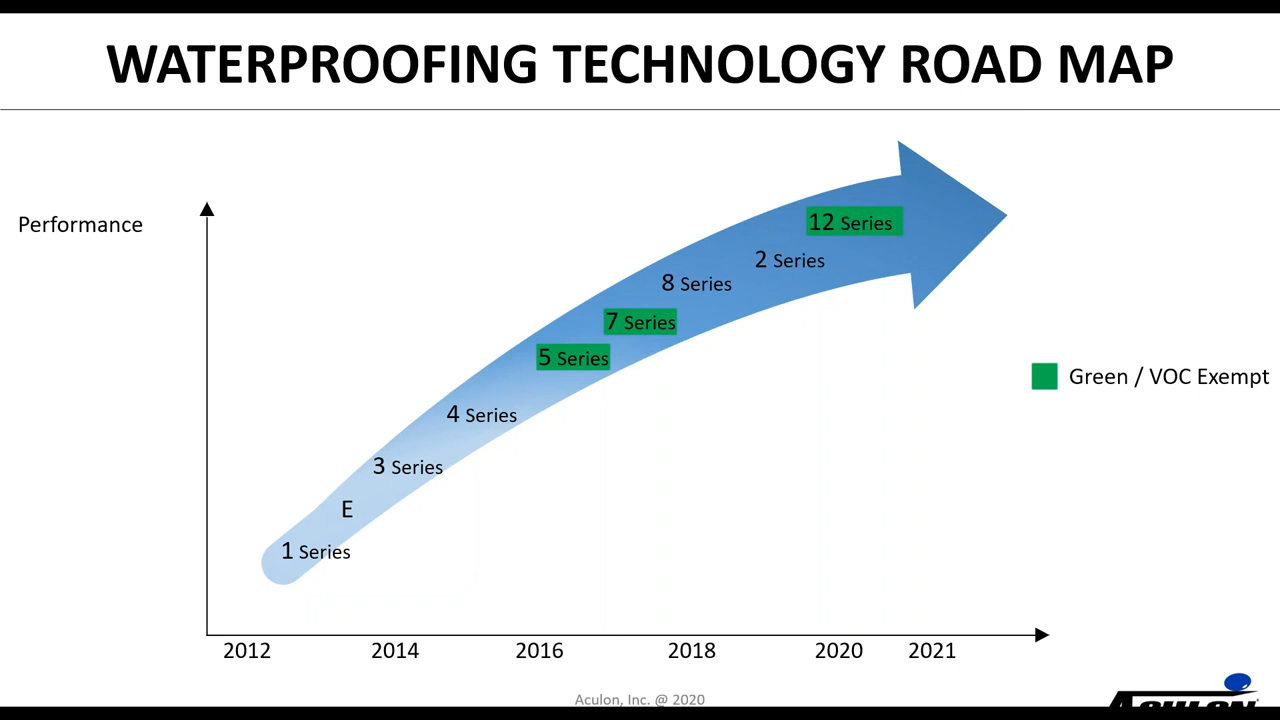 WATERPROOFING TECHNOLOGY ROAD MAP
Performance
12 Series
2 Series
8 Series
7 Series
5 Series
Green / VOC Exempt
4 Series
3 Series
E
1 Series
2012 2014 2016 2018 2020 2021
Aculon, Inc. @ 2020
ACULON